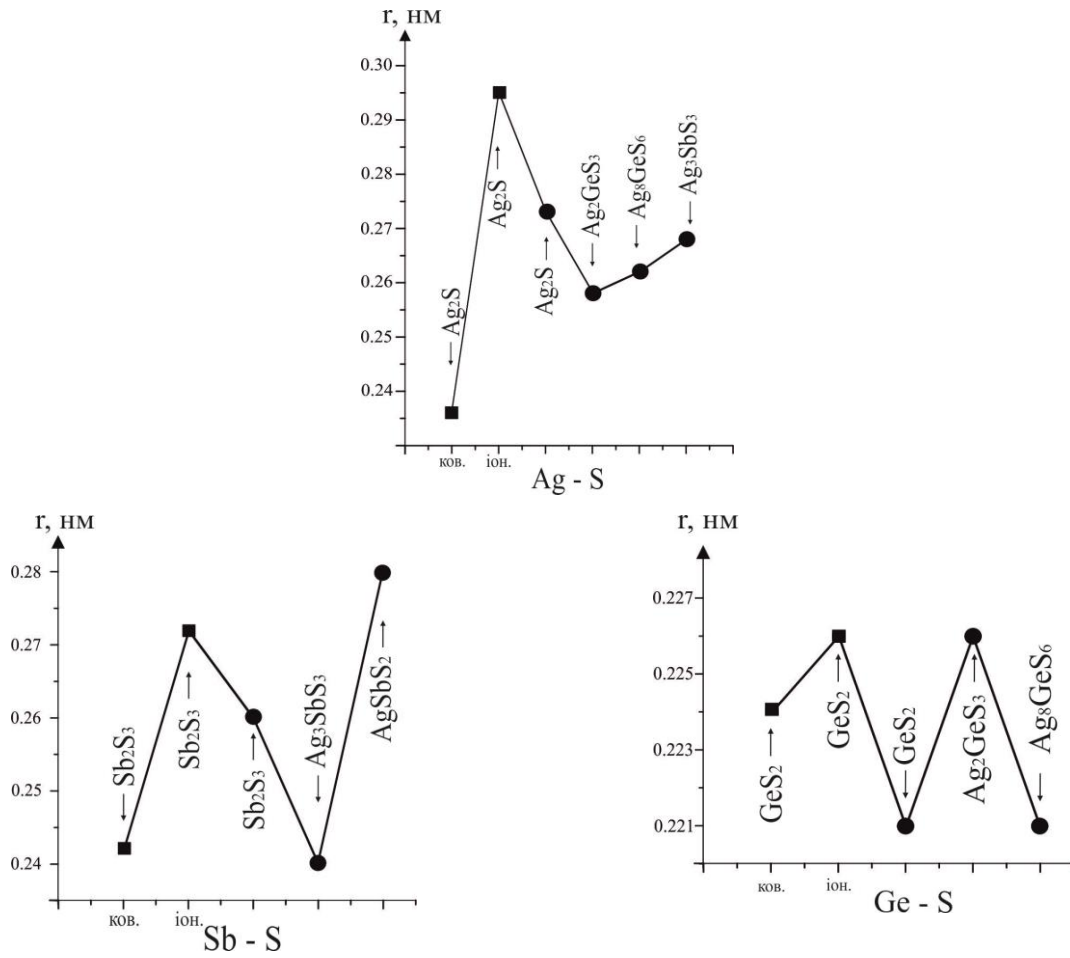 r, нм
0.30
0.29
0.28
0.27
0.26
0.25
0.24
Ag₂S
Ag₂S
Ag₂S
Ag₂GeS₃
Ag₈GeS₆
Ag₃SbS₃
ков.
іон.
Ag - S
r, нм
0.28
0.27
0.26
0.25
0.24
Sb₂S₃
Sb₂S₃
Sb₂S₃
Ag₃SbS₃
AgSbS₂
ков.
іон.
Sb - S
r, нм
0.227
0.225
0.223
0.221
GeS₂
GeS₂
GeS₂
Ag₂GeS₃
Ag₈GeS₆
ков.
іон.
Ge - S